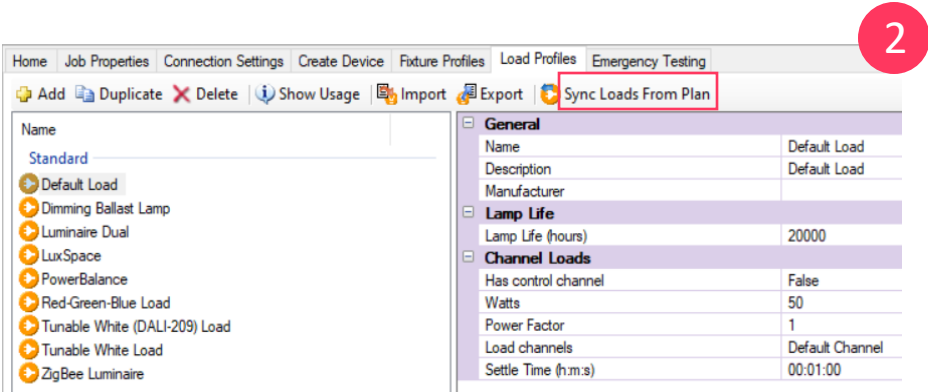 2
Home Job Properties Connection Settings Create Device Fixture Profiles Load Profiles Emergency Testing
Add Duplicate Delete Show Usage Import Export Sync Loads From Plan
Name
Standard
Default Load
Dimming Ballast Lamp
Luminaire Dual
LuxSpace
PowerBalance
Red-Green-Blue Load
Tunable White (DALI-209) Load
Tunable White Load
ZigBee Luminaire
General
Name Default Load
Description Default Load
Manufacturer
Lamp Life
Lamp Life (hours) 20000
Channel Loads
Has control channel False
Watts 50
Power Factor 1
Load channels Default Channel
Settle Time (h:m:s) 00:01:00